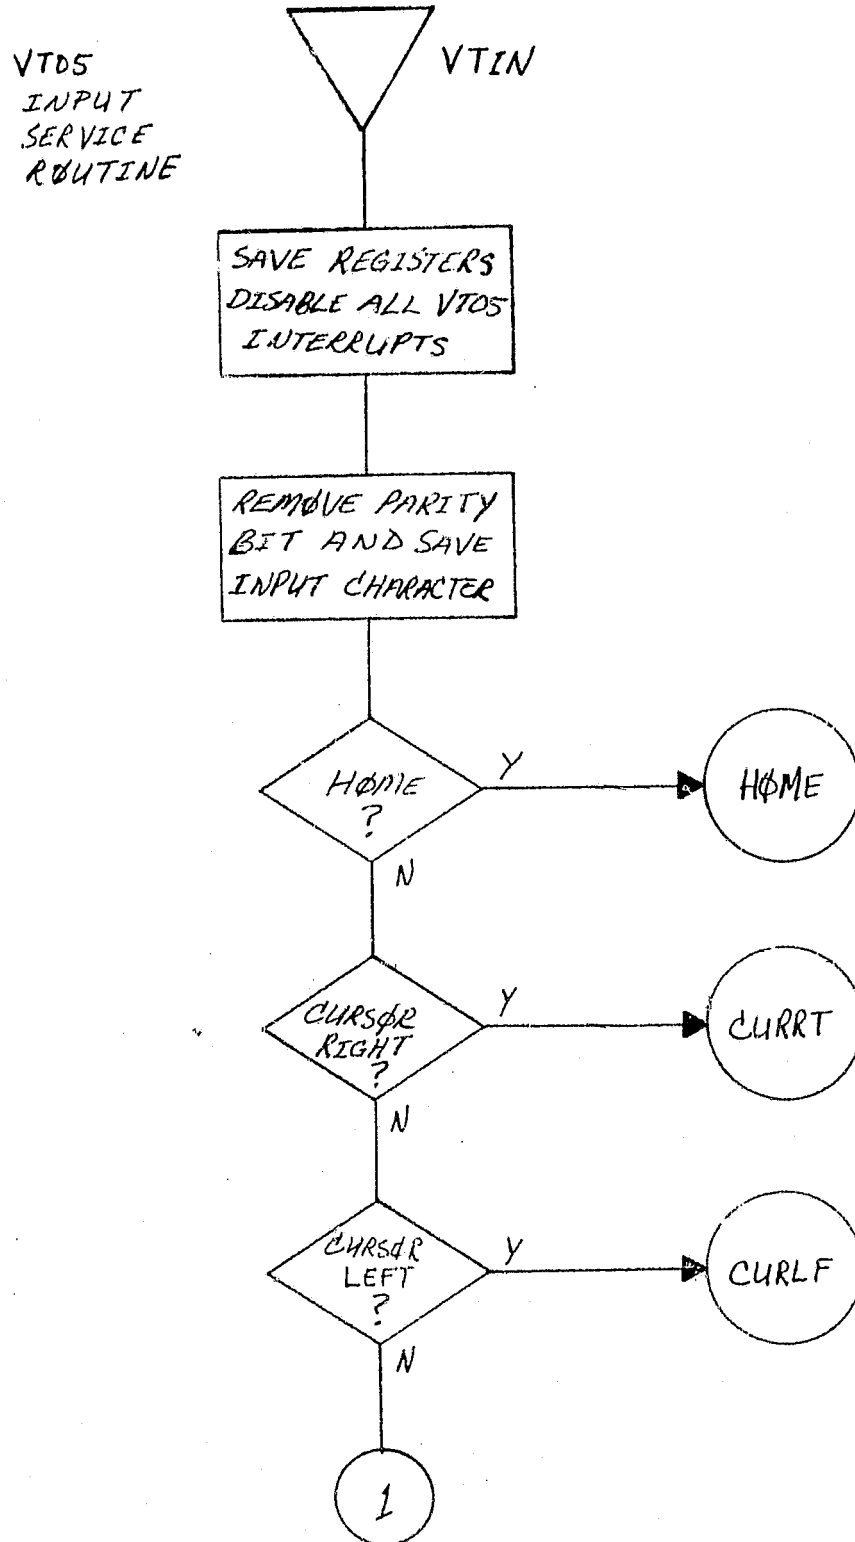 VT05
INPUT
SERVICE
RØUTINE
VTIN
SAVE REGISTERS
DISABLE ALL VT05
INTERRUPTS
REMØVE PARITY
BIT AND SAVE
INPUT CHARACTER
HØME
?
Y
HØME
N
CURSØR
RIGHT
?
Y
CURRT
N
CURSØR
LEFT
?
Y
CURLF
N
1